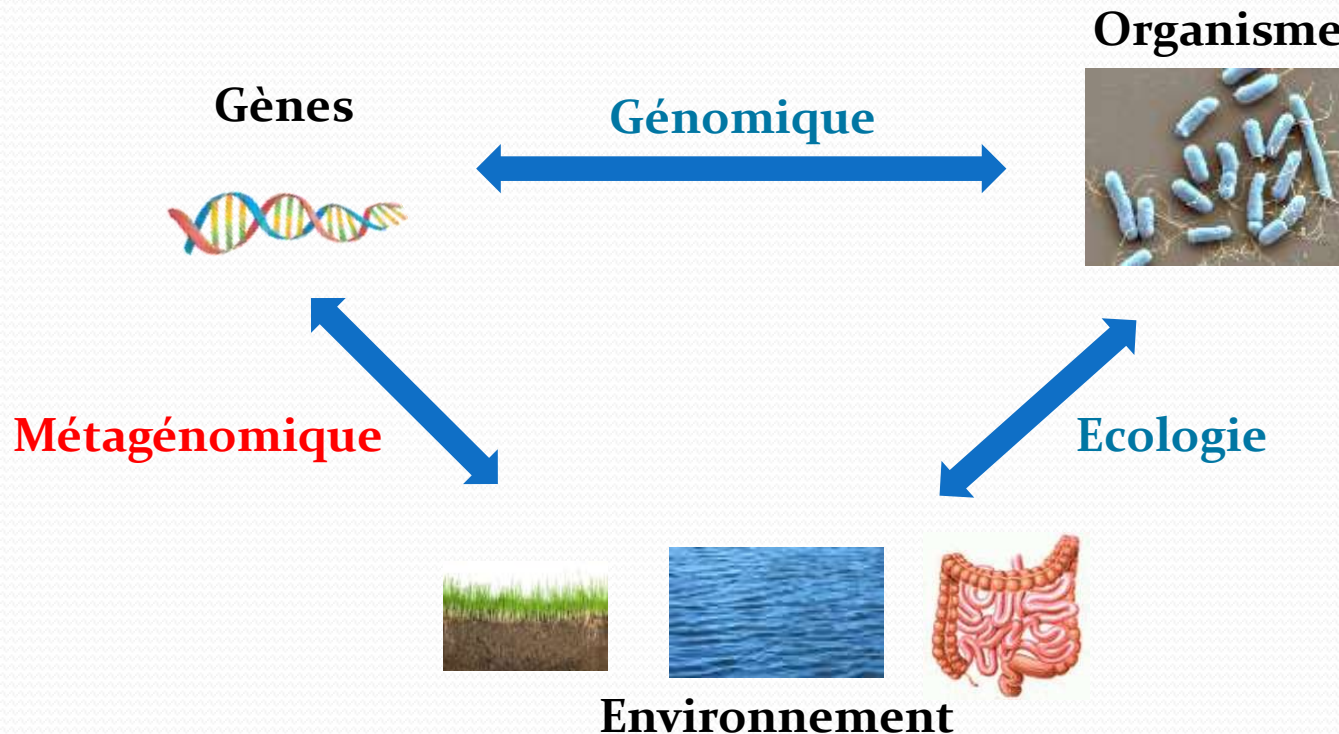 Organisme
Gènes
Génomique
Métagénomique
Ecologie
Environnement